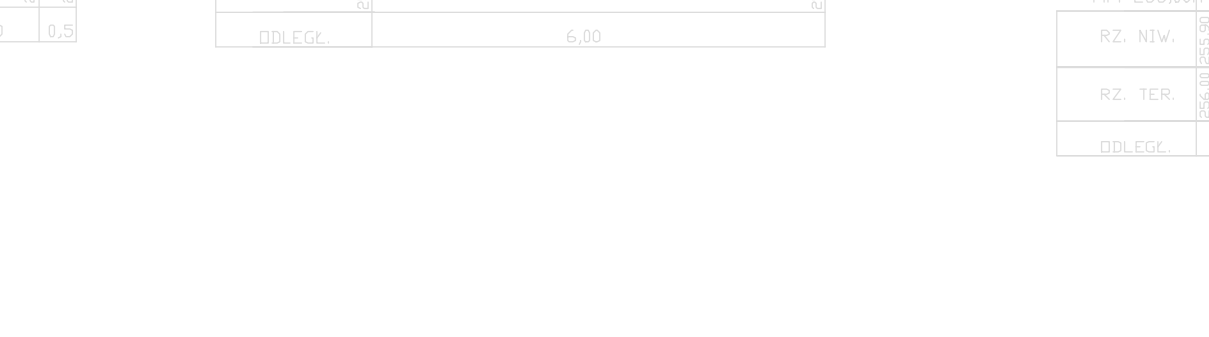 0,5
ODLEGŁ. 6,00
RZ. NIW. 255.90
RZ. TER. 256.00
ODLEGŁ.